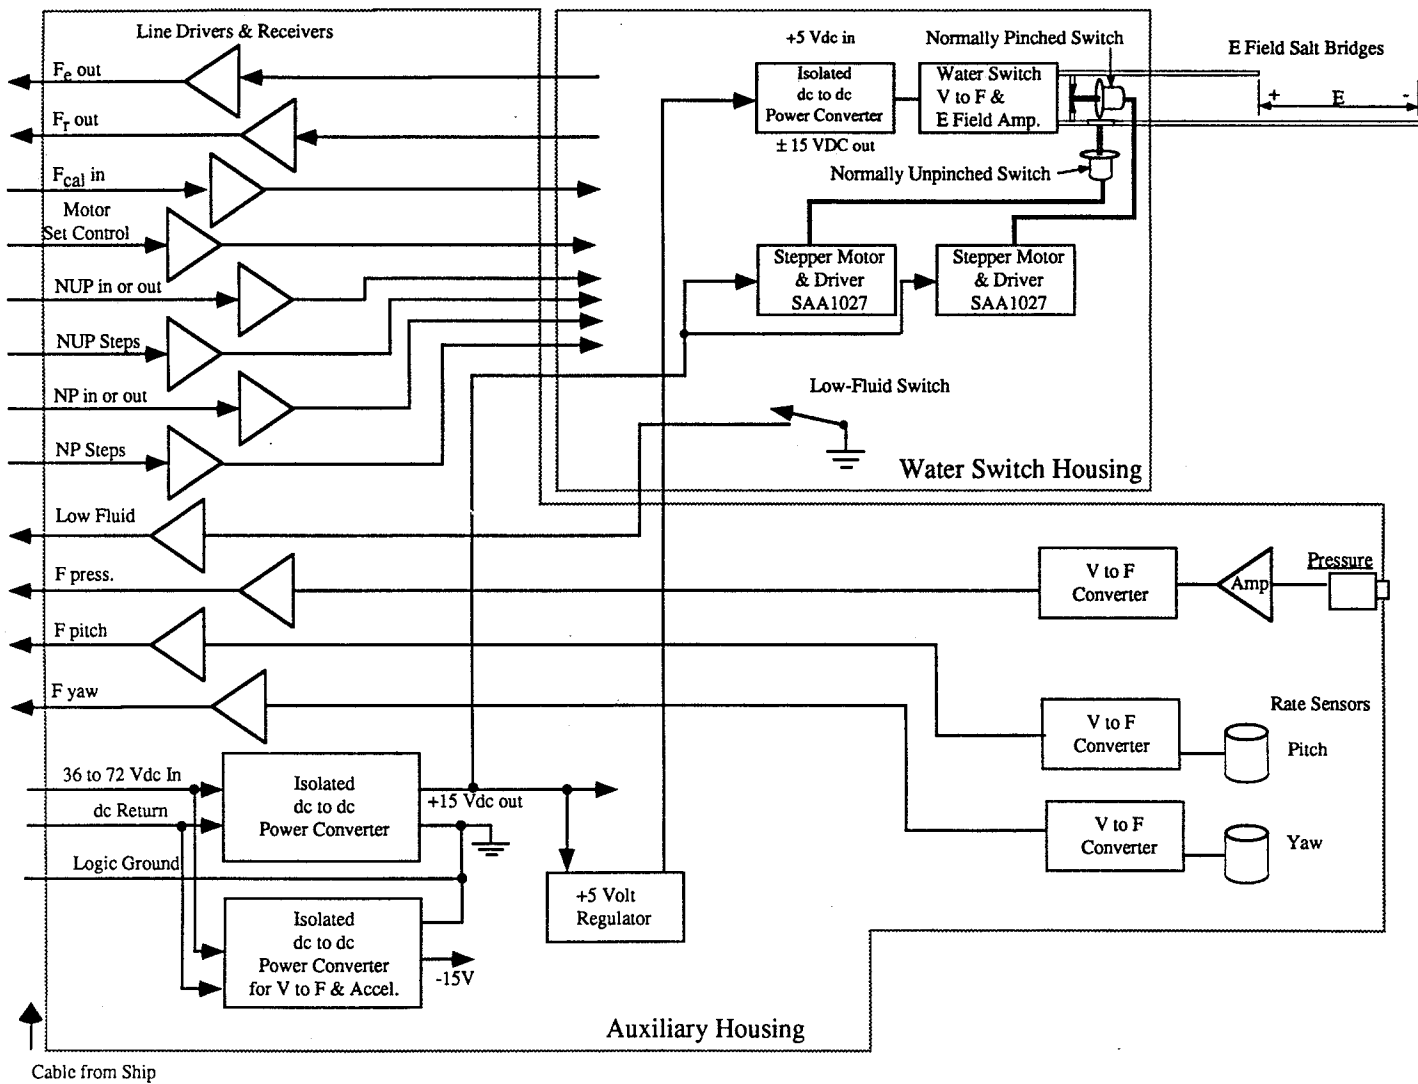 Line Drivers & Receivers
Fe out
Fr out
Fcal in
Motor
Set Control
NUP in or out
NUP Steps
NP in or out
NP Steps
Low Fluid
F press.
F pitch
F yaw
36 to 72 Vdc In
dc Return
Logic Ground
Isolated
dc to dc
Power Converter
+15 Vdc out
Isolated
dc to dc
Power Converter
for V to F & Accel.
-15V
+5 Volt
Regulator
Auxiliary Housing
Cable from Ship
+5 Vdc in
Isolated
dc to dc
Power Converter
± 15 VDC out
Normally Pinched Switch
Water Switch
V to F &
E Field Amp.
E Field Salt Bridges
+ E -
Normally Unpinched Switch
Stepper Motor
& Driver
SAA1027
Stepper Motor
& Driver
SAA1027
Low-Fluid Switch
Water Switch Housing
V to F
Converter
Amp
Pressure
V to F
Converter
Rate Sensors
Pitch
V to F
Converter
Yaw